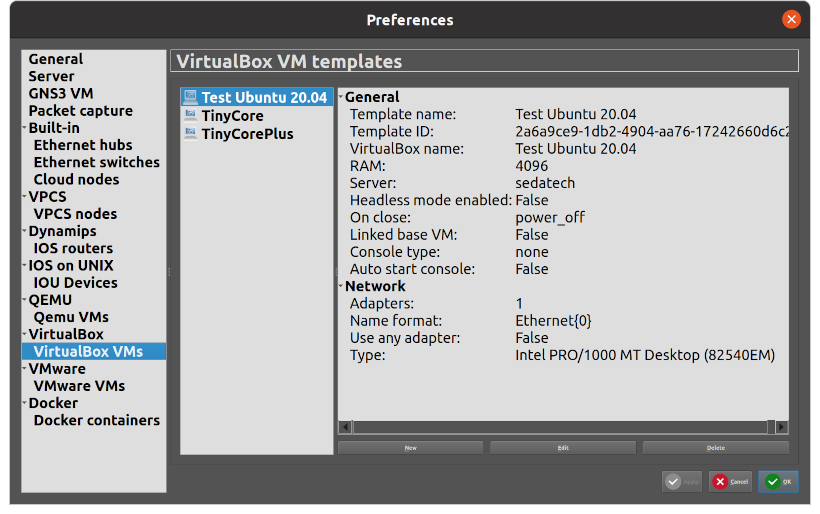 Preferences
General
Server
GNS3 VM
Packet capture
Built-in
Ethernet hubs
Ethernet switches
Cloud nodes
VPCS
VPCS nodes
Dynamips
IOS routers
IOS on UNIX
IOU Devices
QEMU
Qemu VMs
VirtualBox
VirtualBox VMs
VMware
VMware VMs
Docker
Docker containers
VirtualBox VM templates
Test Ubuntu 20.04
TinyCore
TinyCorePlus
General
Template name: Test Ubuntu 20.04
Template ID: 2a6a9ce9-1db2-4904-aa76-17242660d6c2
VirtualBox name: Test Ubuntu 20.04
RAM: 4096
Server: sedatech
Headless mode enabled: False
On close: power_off
Linked base VM: False
Console type: none
Auto start console: False
Network
Adapters: 1
Name format: Ethernet{0}
Use any adapter: False
Type: Intel PRO/1000 MT Desktop (82540EM)
New Edit Delete
Apply Cancel OK